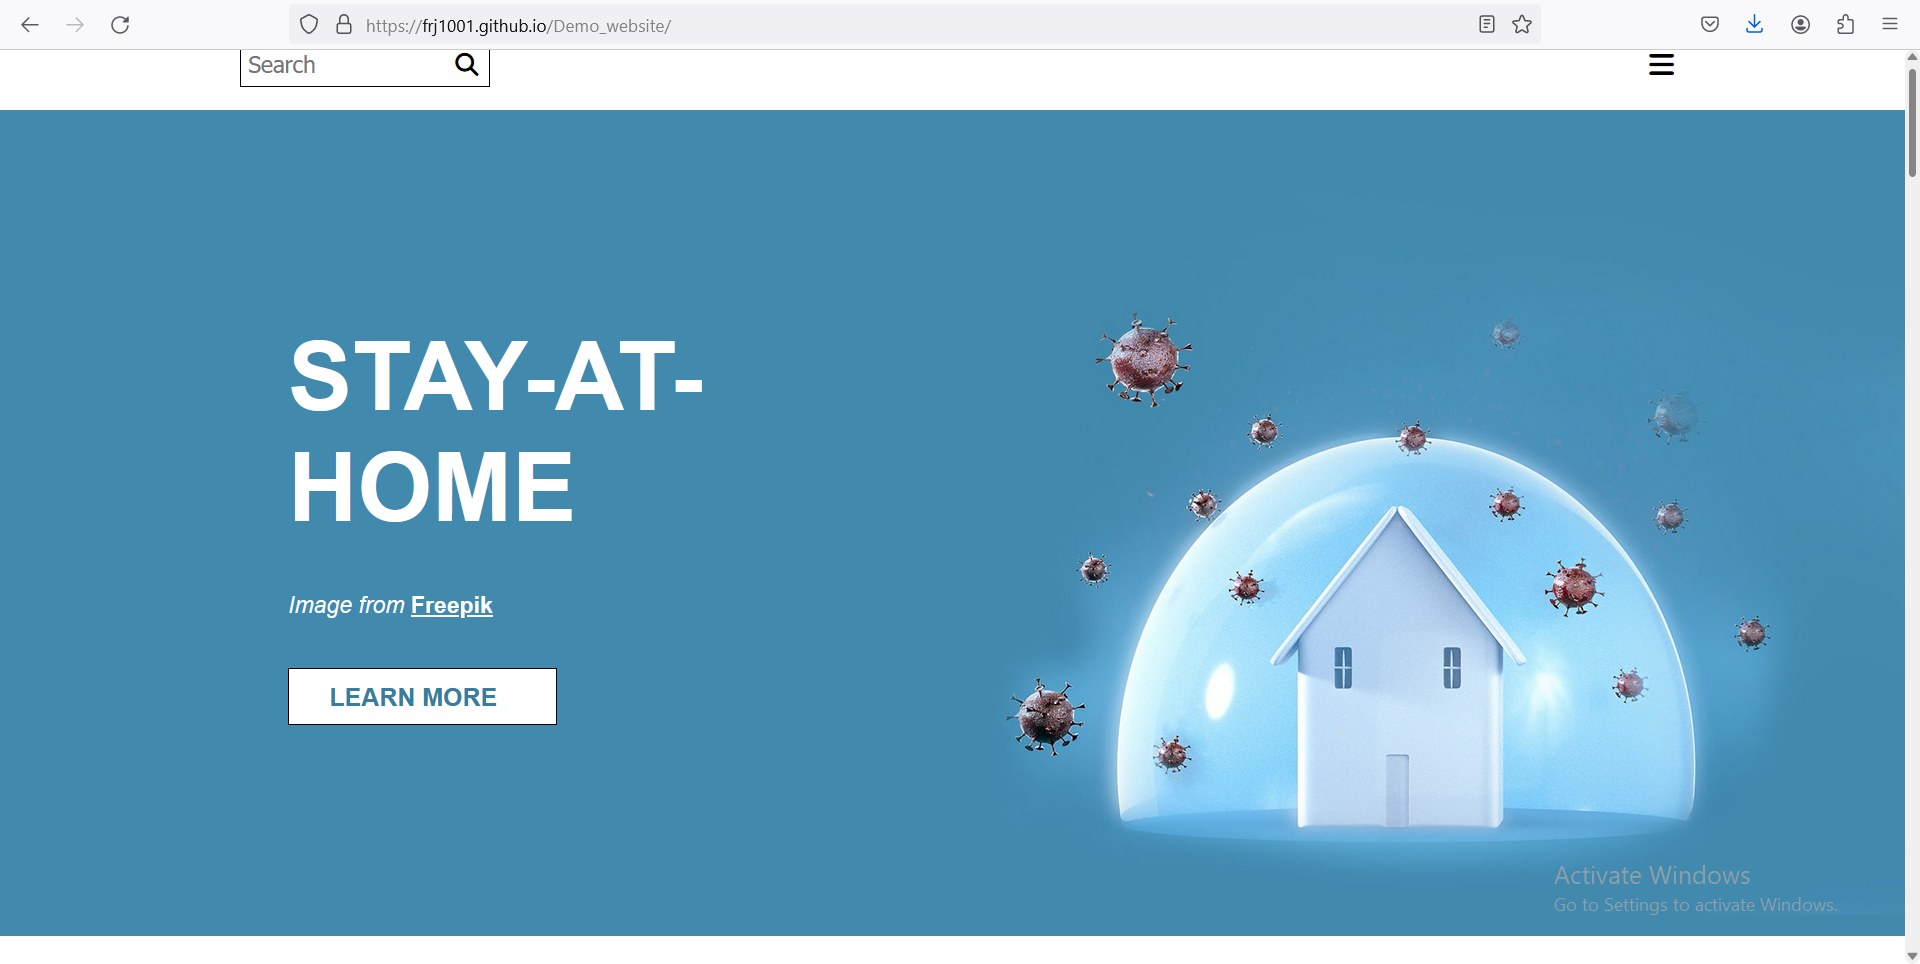 https://frj1001.github.io/Demo_website/
Search
STAY-AT-
HOME
Image from Freepik
LEARN MORE
Activate Windows
Go to Settings to activate Windows.